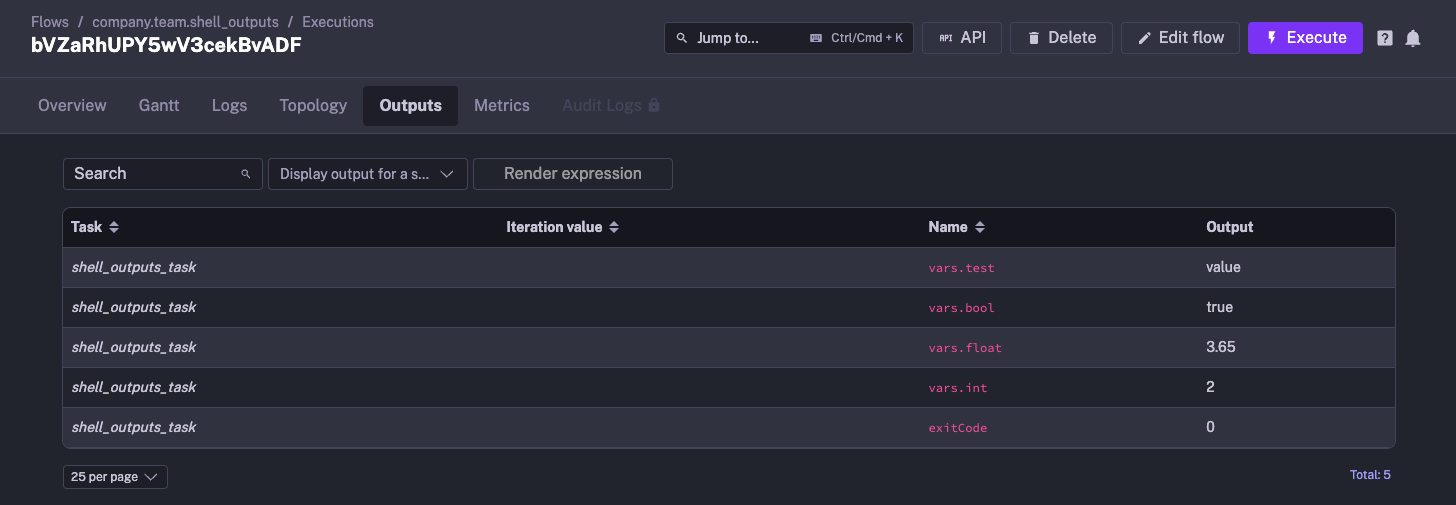 Flows / company.team.shell_outputs / Executions
bVZaRhUPY5wV3cekBvADF
Jump to... Ctrl/Cmd + K API API Delete Edit flow Execute ?
Overview Gantt Logs Topology Outputs Metrics Audit Logs
Search Display output for a s... Render expression
Task Iteration value Name Output
shell_outputs_task vars.test value
shell_outputs_task vars.bool true
shell_outputs_task vars.float 3.65
shell_outputs_task vars.int 2
shell_outputs_task exitCode 0
25 per page Total: 5